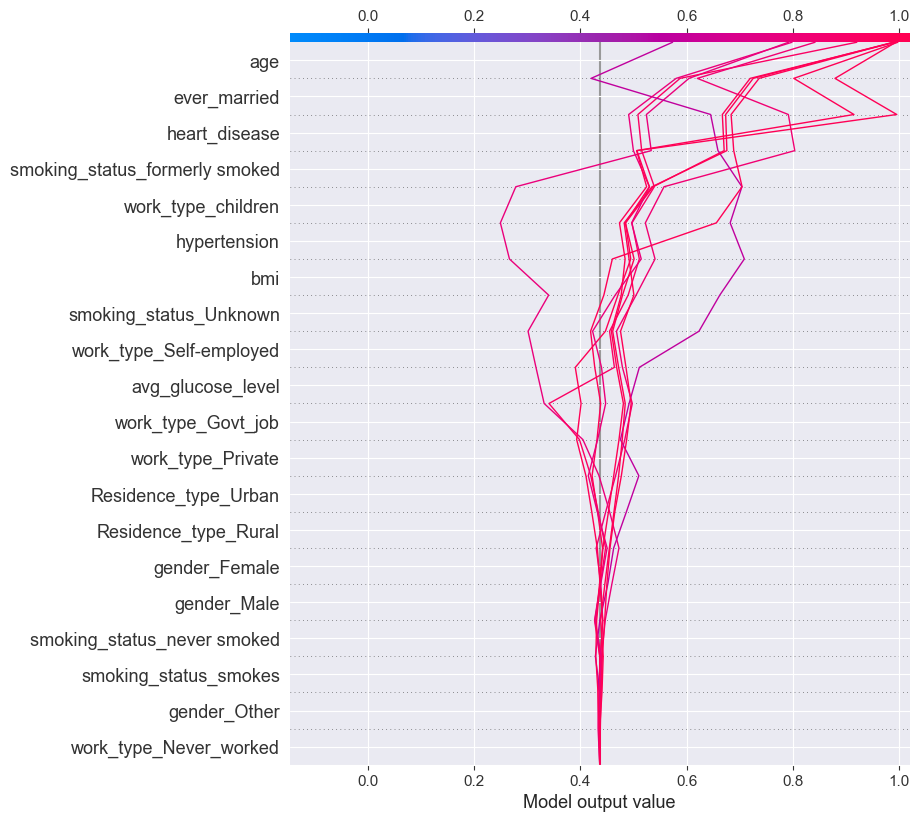 0.0 0.2 0.4 0.6 0.8 1.0
age
ever_married
heart_disease
smoking_status_formerly smoked
work_type_children
hypertension
bmi
smoking_status_Unknown
work_type_Self-employed
avg_glucose_level
work_type_Govt_job
work_type_Private
Residence_type_Urban
Residence_type_Rural
gender_Female
gender_Male
smoking_status_never smoked
smoking_status_smokes
gender_Other
work_type_Never_worked
0.0 0.2 0.4 0.6 0.8 1.0
Model output value